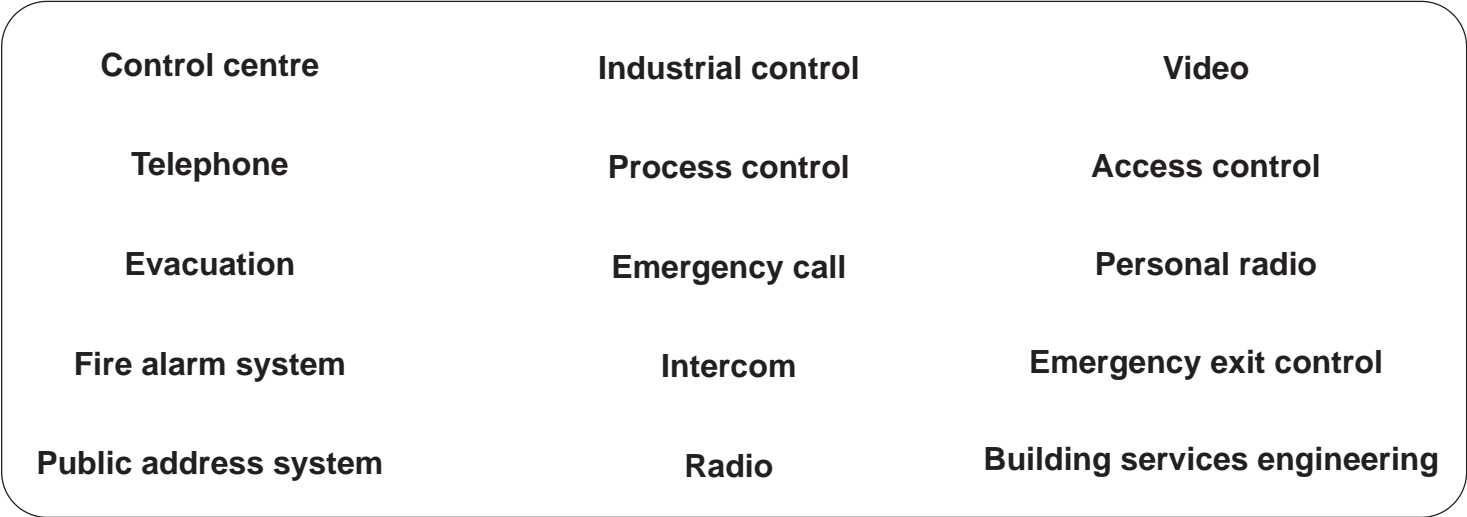 Control centre
Industrial control
Video
Telephone
Process control
Access control
Evacuation
Emergency call
Personal radio
Fire alarm system
Intercom
Emergency exit control
Public address system
Radio
Building services engineering